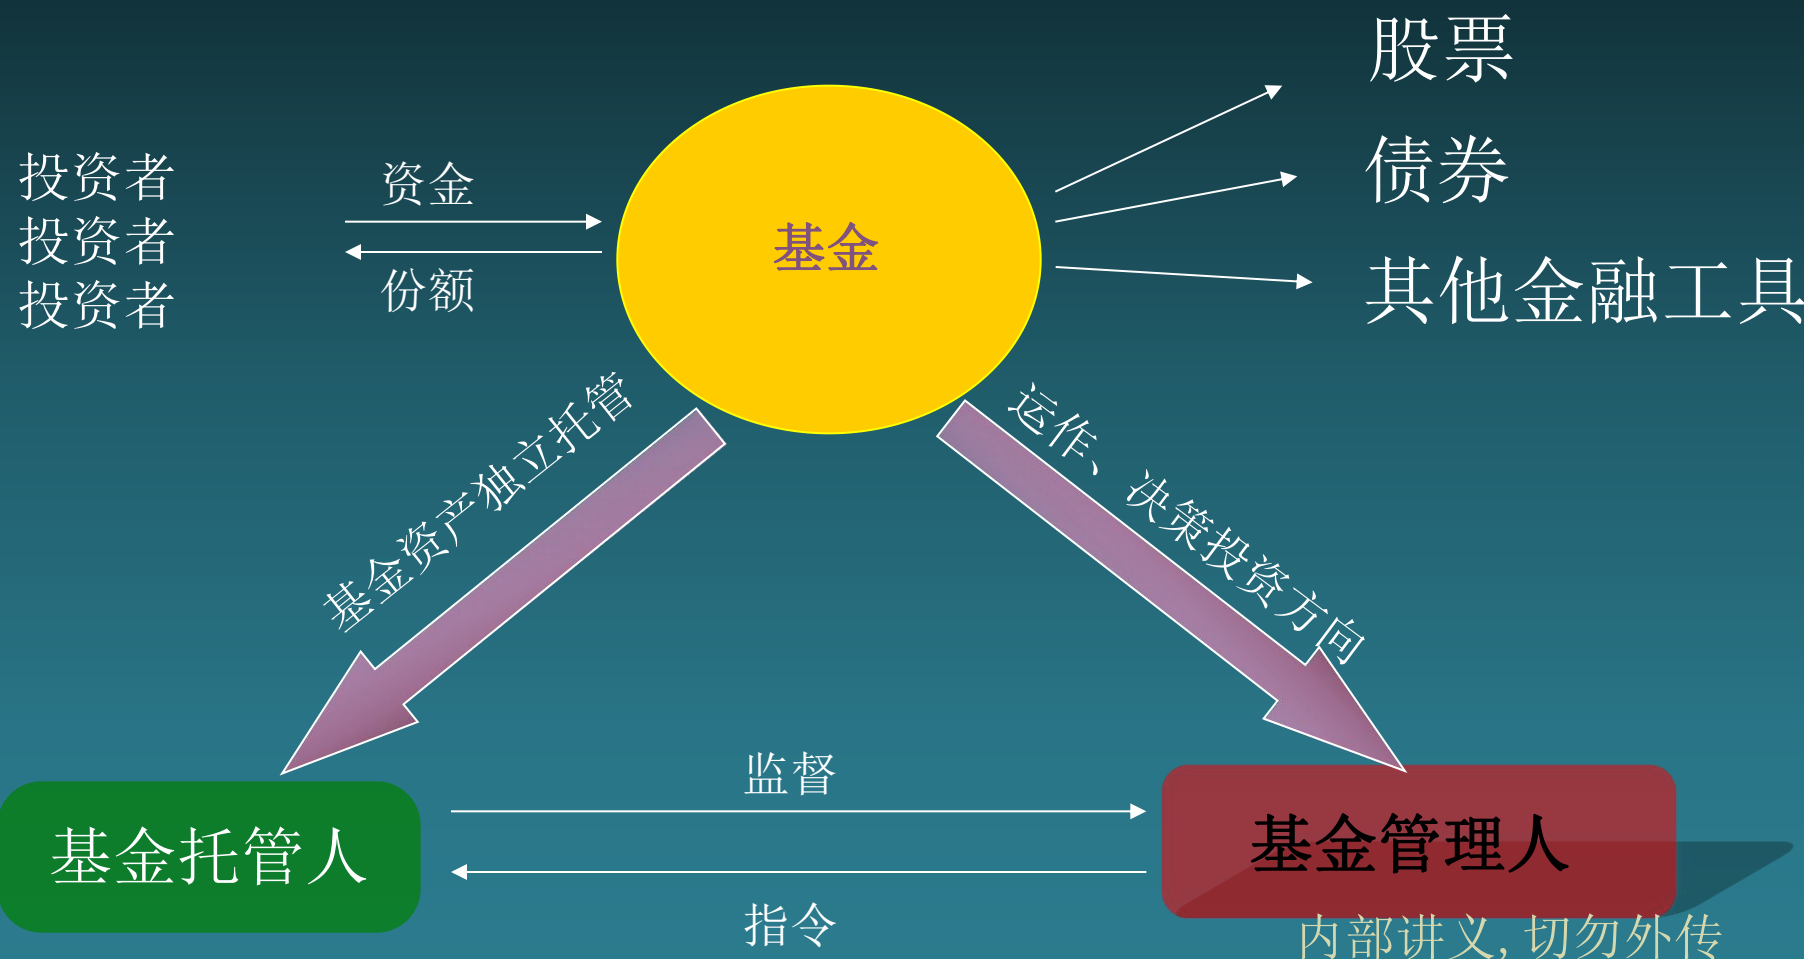 股票
债券
其他金融工具
投资者
投资者
投资者
资金
份额
基金
基金资产独立托管
运作、决策投资方向
监督
指令
基金托管人
基金管理人
内部讲义,切勿外传